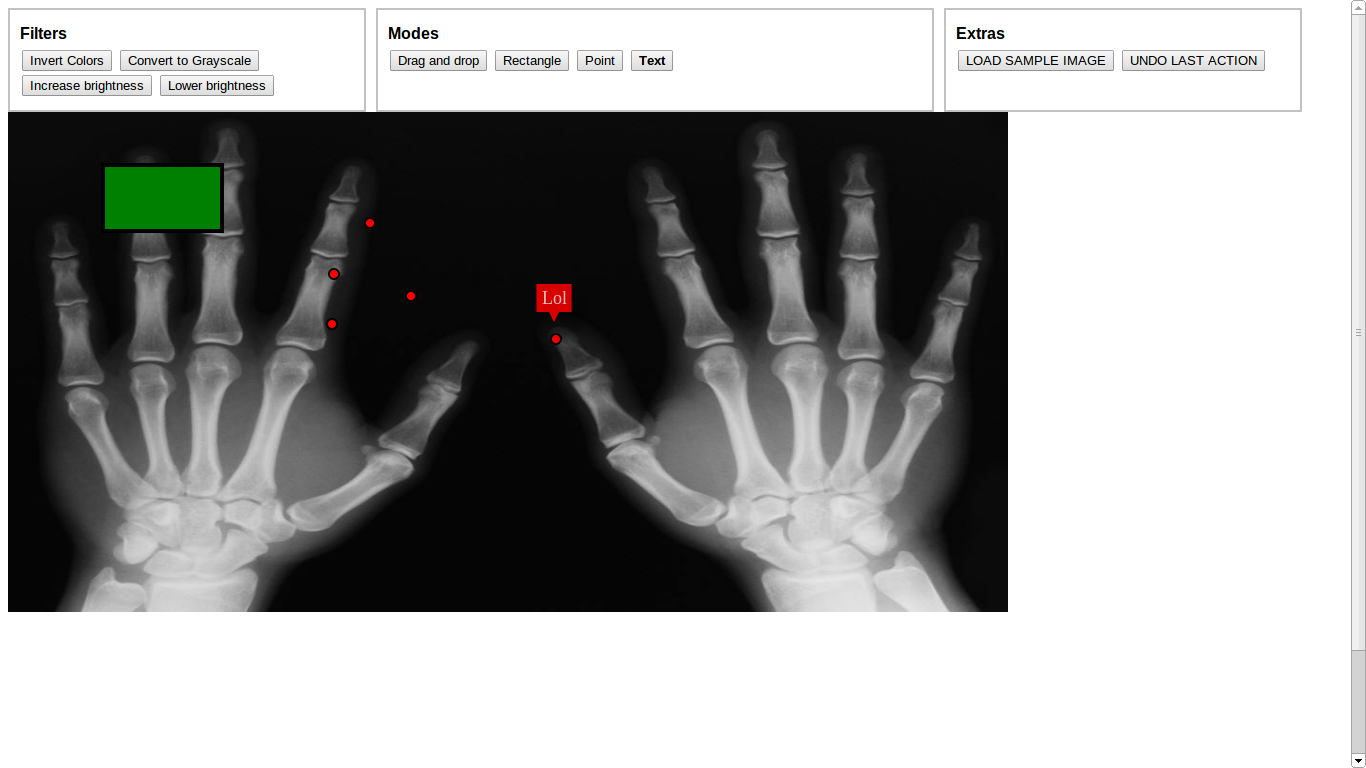 Filters
Invert Colors
Convert to Grayscale
Increase brightness
Lower brightness
Modes
Drag and drop
Rectangle
Point
Text
Extras
LOAD SAMPLE IMAGE
UNDO LAST ACTION
Lol